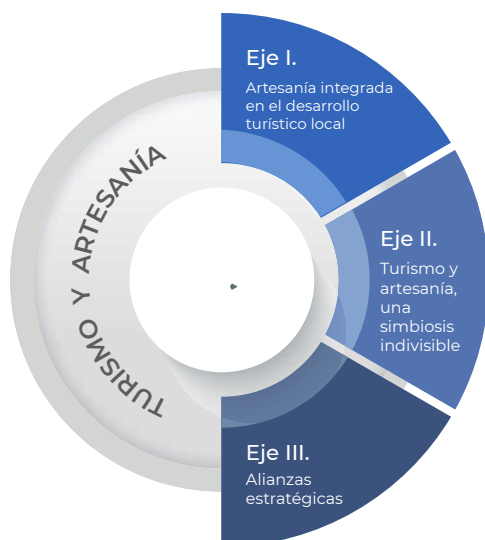 TURISMO Y ARTESANÍA
Eje I.
Artesanía integrada
en el desarrollo
turístico local
Eje II.
Turismo y
artesanía,
una
simbiosis
indivisible
Eje III.
Alianzas
estratégicas